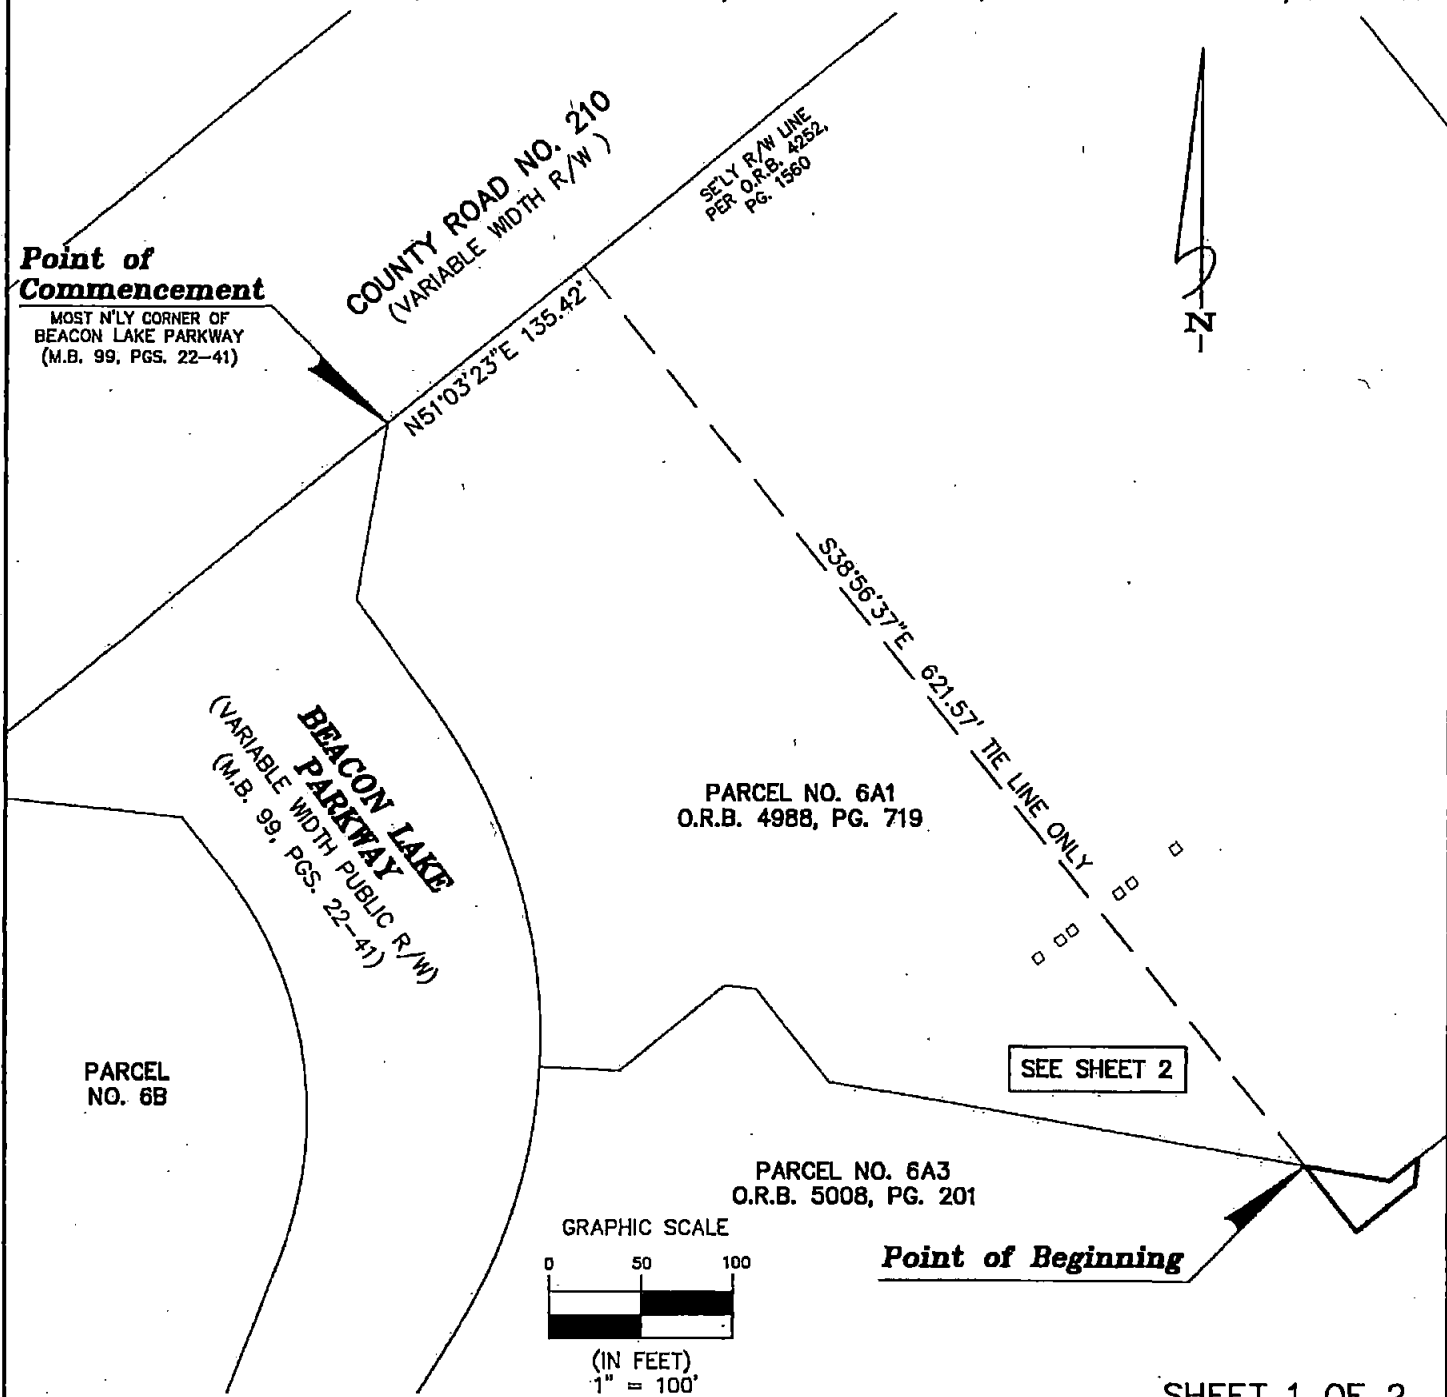 COUNTY ROAD NO. 210
(VARIABLE WIDTH R/W )
SE'LY R/W LINE
PER O.R.B. 4252,
PG. 1560
Point of
Commencement
MOST N'LY CORNER OF
BEACON LAKE PARKWAY
(M.B. 99, PGS. 22-41)
N51°03'23"E 135.42'
N
S38°56'37"E 621.57' TIE LINE ONLY
BEACON LAKE
PARKWAY
(VARIABLE WIDTH PUBLIC R/W)
(M.B. 99, PGS. 22-41)
PARCEL NO. 6A1
O.R.B. 4988, PG. 719
SEE SHEET 2
PARCEL
NO. 6B
PARCEL NO. 6A3
O.R.B. 5008, PG. 201
Point of Beginning
GRAPHIC SCALE
0 50 100
(IN FEET)
1" = 100'
SHEET 1 OF 2